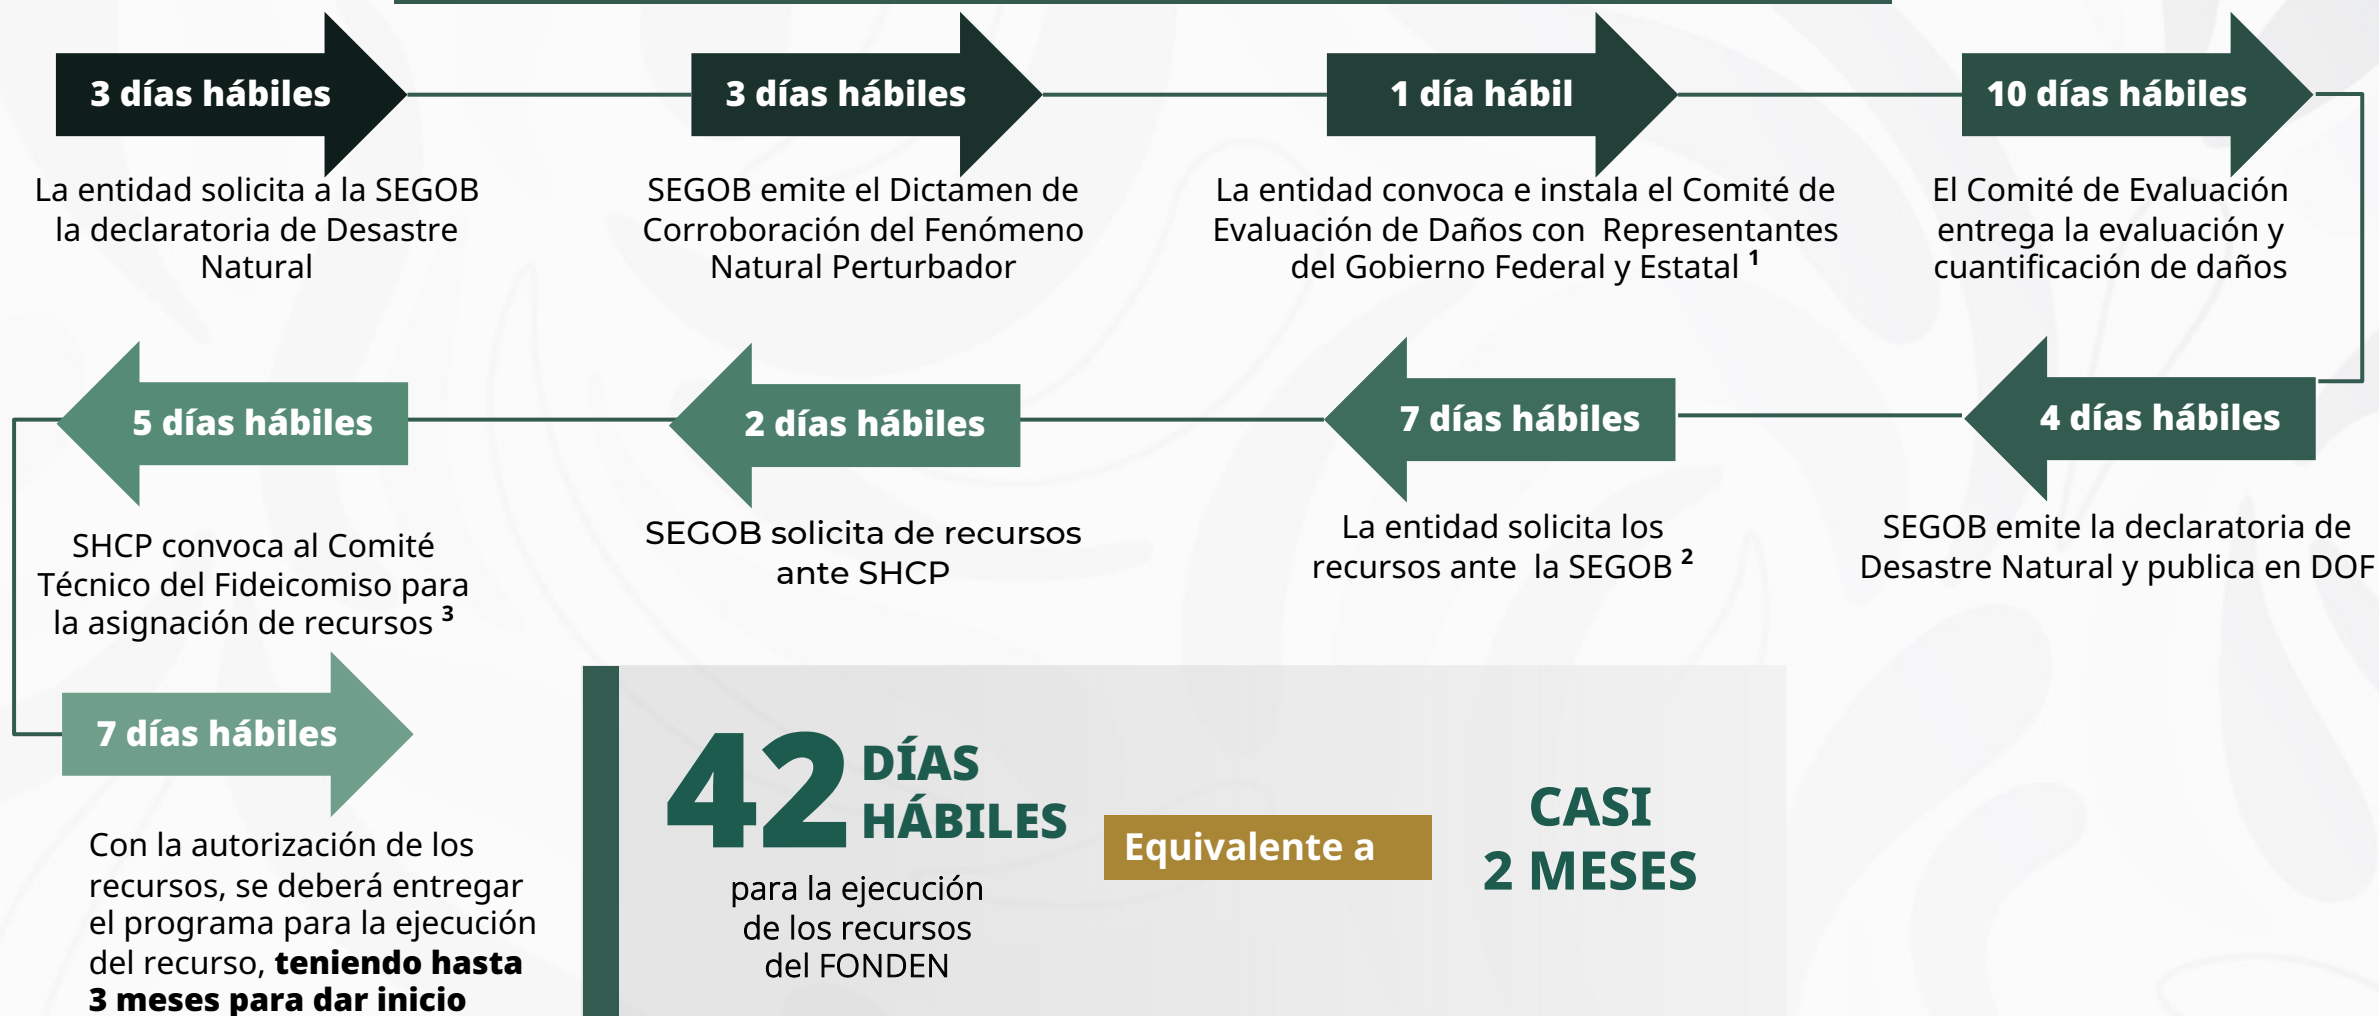 3 días hábiles
La entidad solicita a la SEGOB
la declaratoria de Desastre
Natural
3 días hábiles
SEGOB emite el Dictamen de
Corroboración del Fenómeno
Natural Perturbador
1 día hábil
La entidad convoca e instala el Comité de
Evaluación de Daños con  Representantes
del Gobierno Federal y Estatal ¹
10 días hábiles
El Comité de Evaluación
entrega la evaluación y
cuantificación de daños
4 días hábiles
SEGOB emite la declaratoria de
Desastre Natural y publica en DOF
7 días hábiles
La entidad solicita los
recursos ante  la SEGOB ²
2 días hábiles
SEGOB solicita de recursos
ante SHCP
5 días hábiles
SHCP convoca al Comité
Técnico del Fideicomiso para
la asignación de recursos ³
7 días hábiles
Con la autorización de los
recursos, se deberá entregar
el programa para la ejecución
del recurso, teniendo hasta
3 meses para dar inicio
42 DÍAS
HÁBILES
para la ejecución
de los recursos
del FONDEN
Equivalente a
CASI
2 MESES